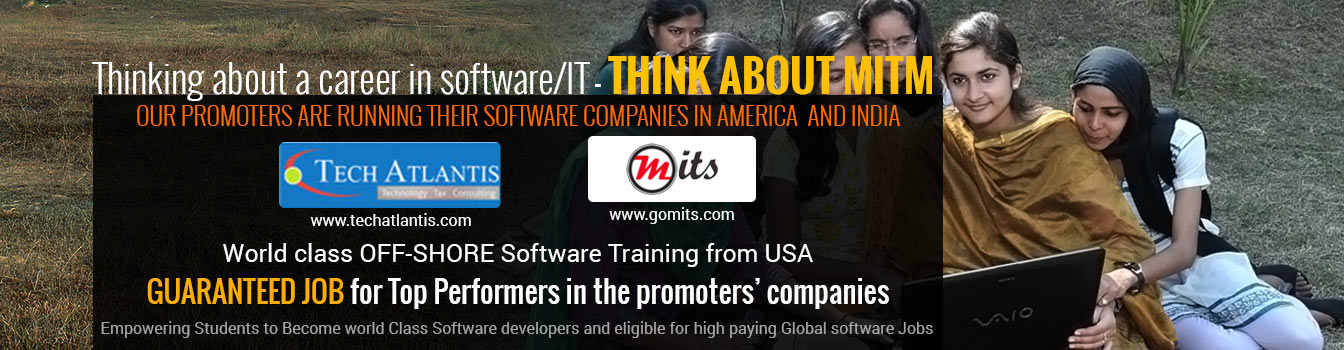 Thinking about a career in software/IT - THINK ABOUT MITM
OUR PROMOTERS ARE RUNNING THEIR SOFTWARE COMPANIES IN AMERICA AND INDIA
TECH ATLANTIS
Technology . Tax . Consulting
www.techatlantis.com
mits
www.gomits.com
World class OFF-SHORE Software Training from USA
GUARANTEED JOB for Top Performers in the promoters' companies
Empowering Students to Become world Class Software developers and eligible for high paying Global software Jobs
VAIO